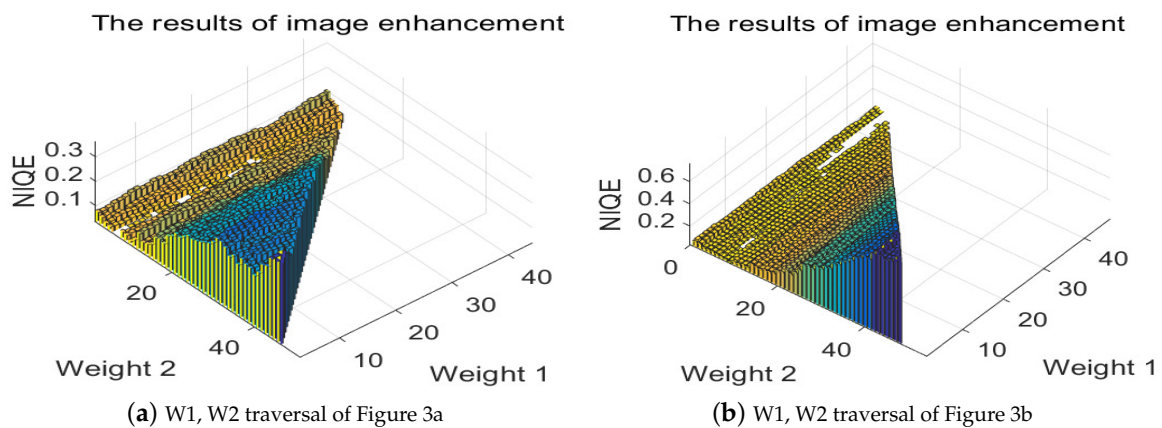 The results of image enhancement
NIQE
0.3
0.2
0.1
20
40
Weight 2
10
20
30
40
Weight 1
(a) W1, W2 traversal of Figure 3a
The results of image enhancement
NIQE
0.6
0.4
0.2
0
20
40
Weight 2
10
20
30
40
Weight 1
(b) W1, W2 traversal of Figure 3b